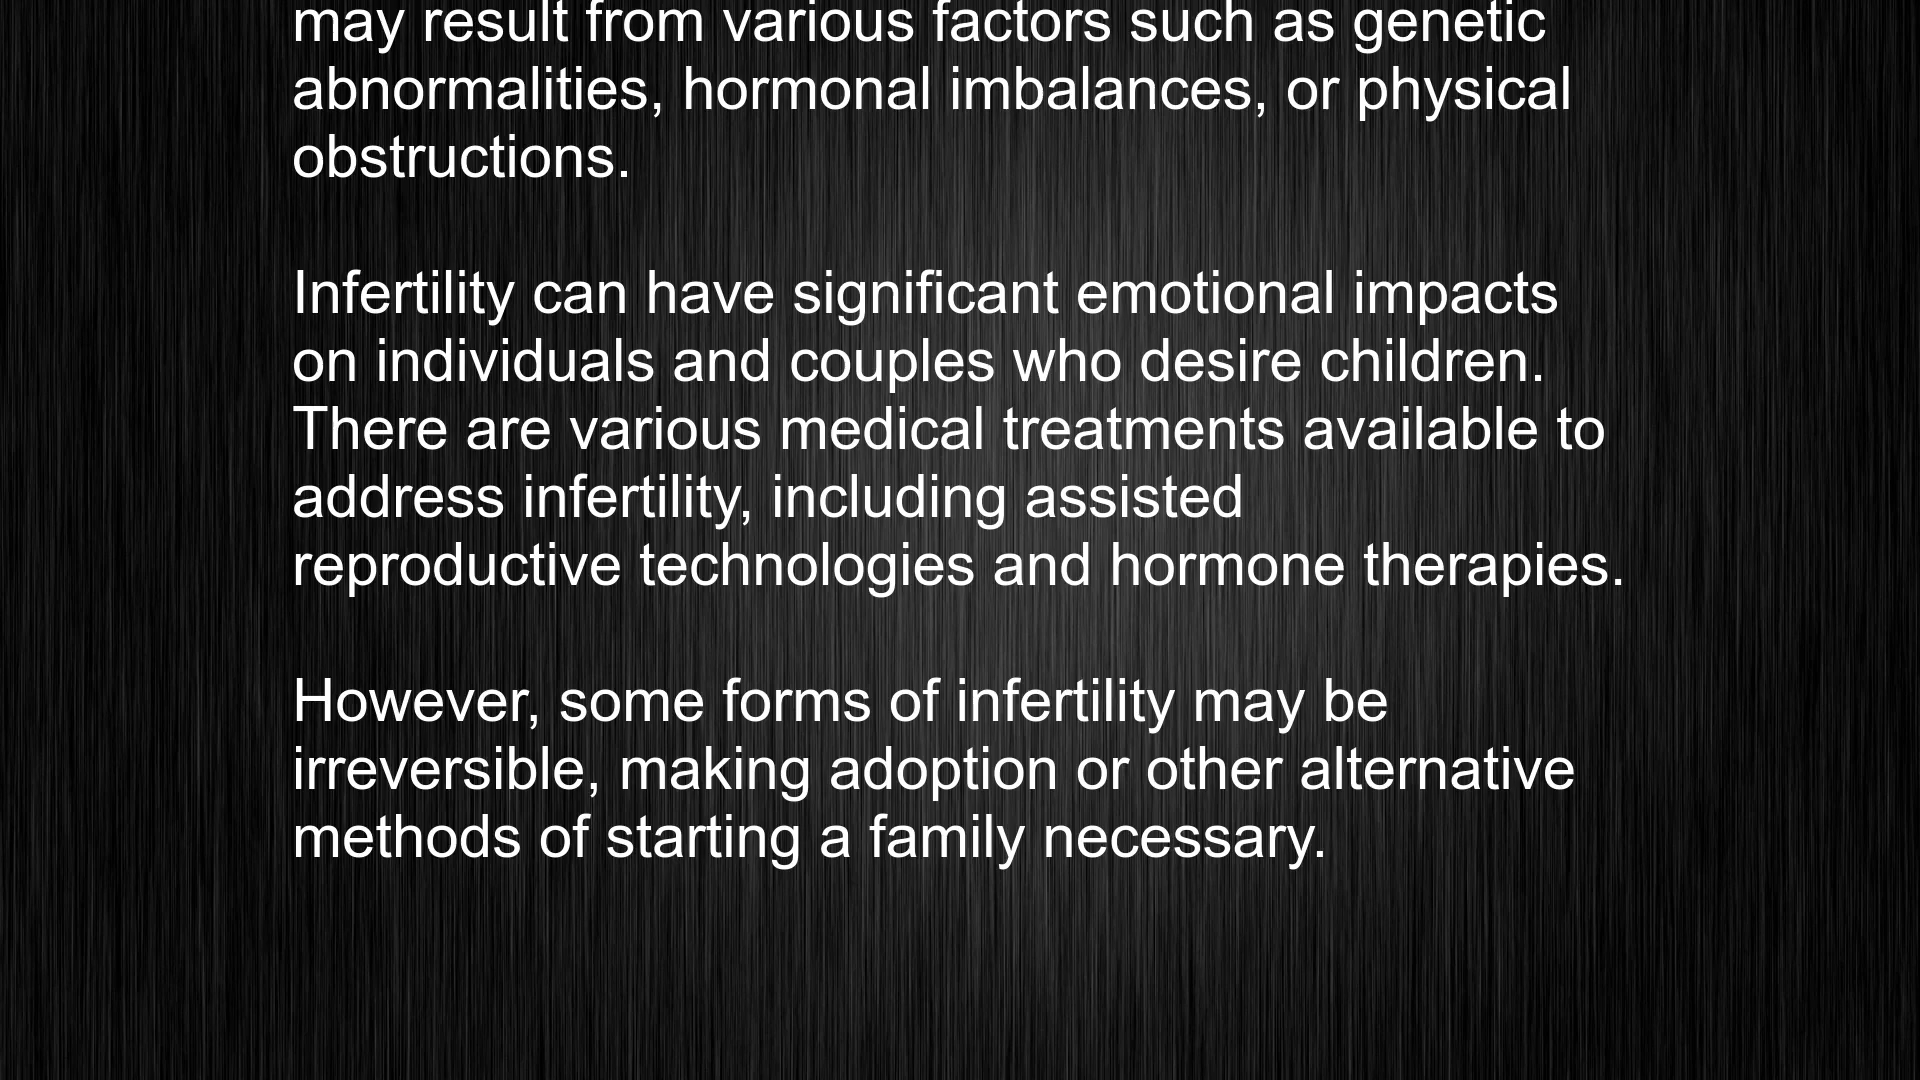 may result from various factors such as genetic
abnormalities, hormonal imbalances, or physical
obstructions.
Infertility can have significant emotional impacts
on individuals and couples who desire children.
There are various medical treatments available to
address infertility, including assisted
reproductive technologies and hormone therapies.
However, some forms of infertility may be
irreversible, making adoption or other alternative
methods of starting a family necessary.